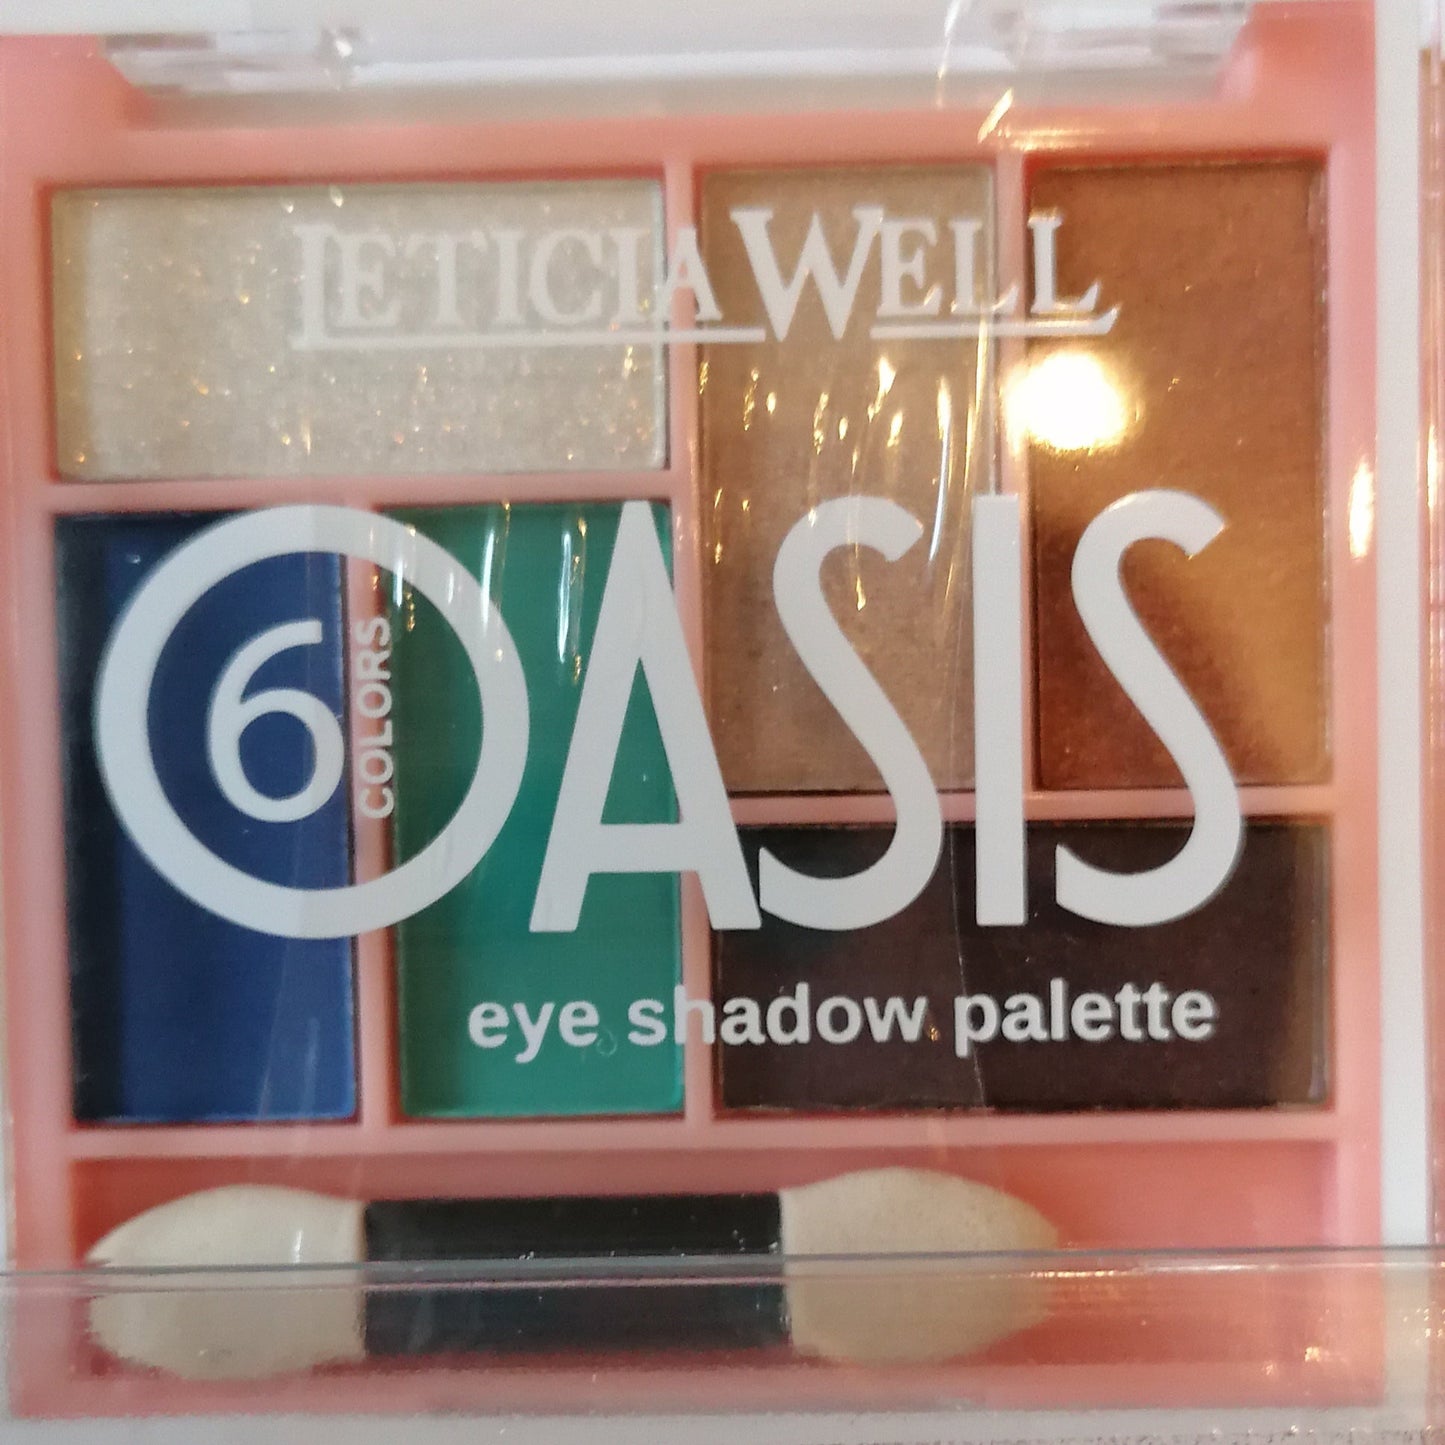 LETICIA WELL
OASIS
6
COLORS
eye shadow palette